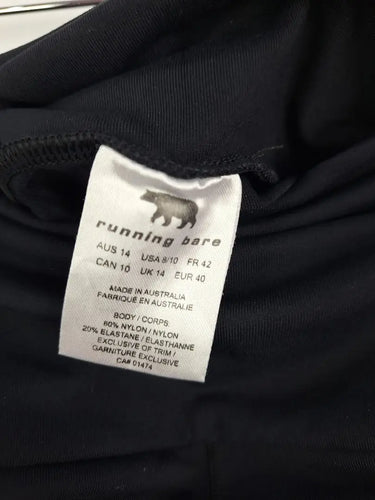 running bare
AUS 14 USA 8/10 FR 42
CAN 10 UK 14 EUR 40
MADE IN AUSTRALIA
FABRIQUÉ EN AUSTRALIE
BODY / CORPS:
80% NYLON / NYLON
20% ELASTANE / ÉLASTHANNE
EXCLUSIVE OF TRIM /
GARNITURE EXCLUSIVE
CA# 01474